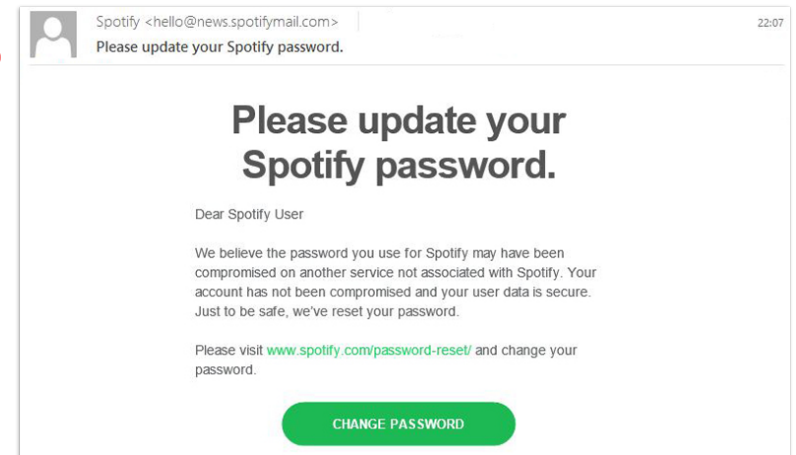 Spotify <hello@news.spotifymail.com>
22:07
Please update your Spotify password.
Please update your
Spotify password.
Dear Spotify User
We believe the password you use for Spotify may have been
compromised on another service not associated with Spotify. Your
account has not been compromised and your user data is secure.
Just to be safe, we've reset your password.
Please visit www.spotify.com/password-reset/ and change your
password.
CHANGE PASSWORD